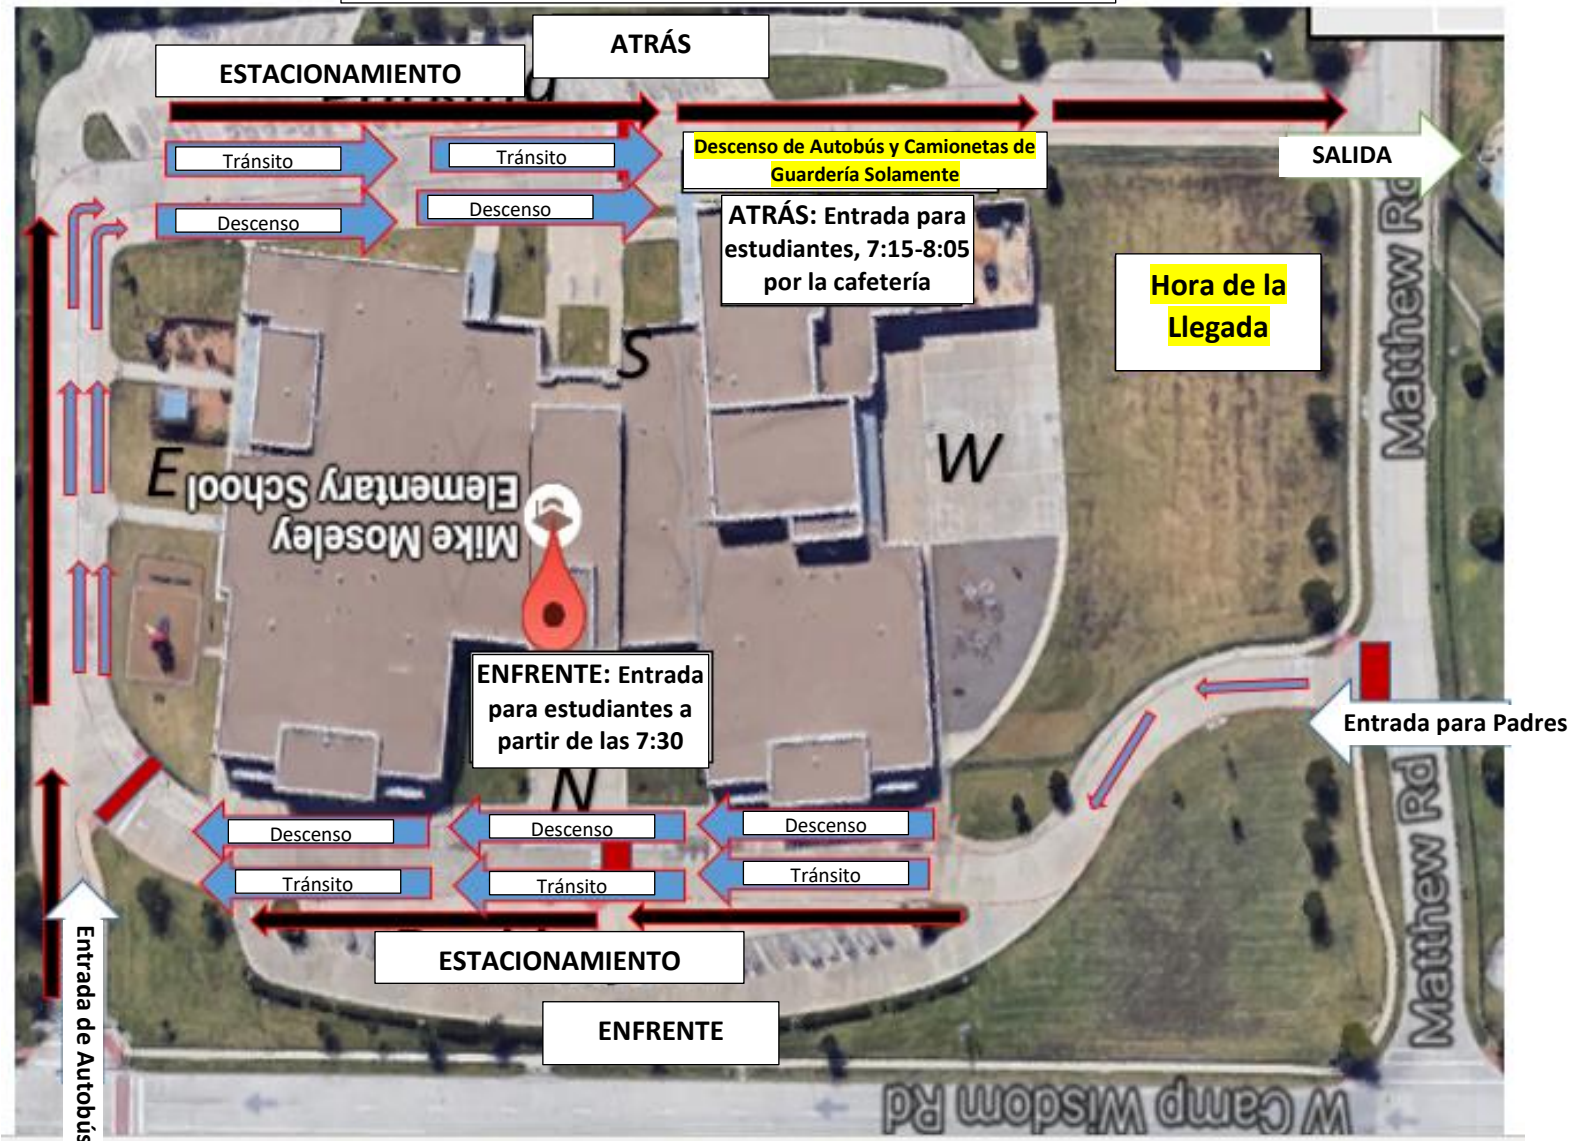 ATRÁS
ESTACIONAMIENTO
Tránsito
Tránsito
Descenso de Autobús y Camionetas de
Guardería Solamente
SALIDA
Descenso
Descenso
ATRÁS: Entrada para
estudiantes, 7:15-8:05
por la cafetería
Hora de la
Llegada
Matthew Rd
S
E
W
Mike Moseley
Elementary School
ENFRENTE: Entrada
para estudiantes a
partir de las 7:30
Entrada para Padres
N
Descenso
Descenso
Descenso
Tránsito
Tránsito
Tránsito
Matthew Rd
ESTACIONAMIENTO
Entrada de Autobús
ENFRENTE
W Camp Wisdom Rd